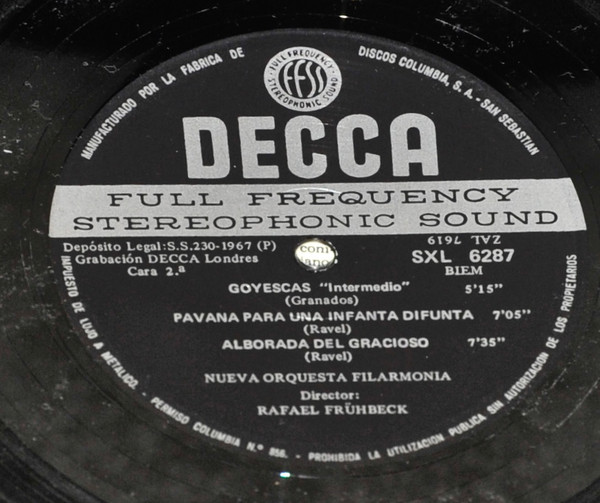 MANUFACTURADO POR LA FABRICA DE DISCOS COLUMBIA, S. A. - SAN SEBASTIAN
FULL FREQUENCY
FFSS
STEREOPHONIC SOUND
DECCA
FULL FREQUENCY
STEREOPHONIC SOUND
Depósito Legal:S.S.230-1967 (P)
Grabación DECCA Londres
Cara 2.ª
ZAL 7619
SXL 6287
BIEM
GOYESCAS "Intermedio" 5'15"
(Granados)
PAVANA PARA UNA INFANTA DIFUNTA 7'05"
(Ravel)
ALBORADA DEL GRACIOSO 7'35"
(Ravel)
NUEVA ORQUESTA FILARMONIA
Director:
RAFAEL FRÜHBECK
IMPUESTO DE LUJO A METALICO. - PERMISO COLUMBIA N.º 856. - PROHIBIDA LA UTILIZACION PUBLICA SIN AUTORIZACION DE LOS PROPIETARIOS